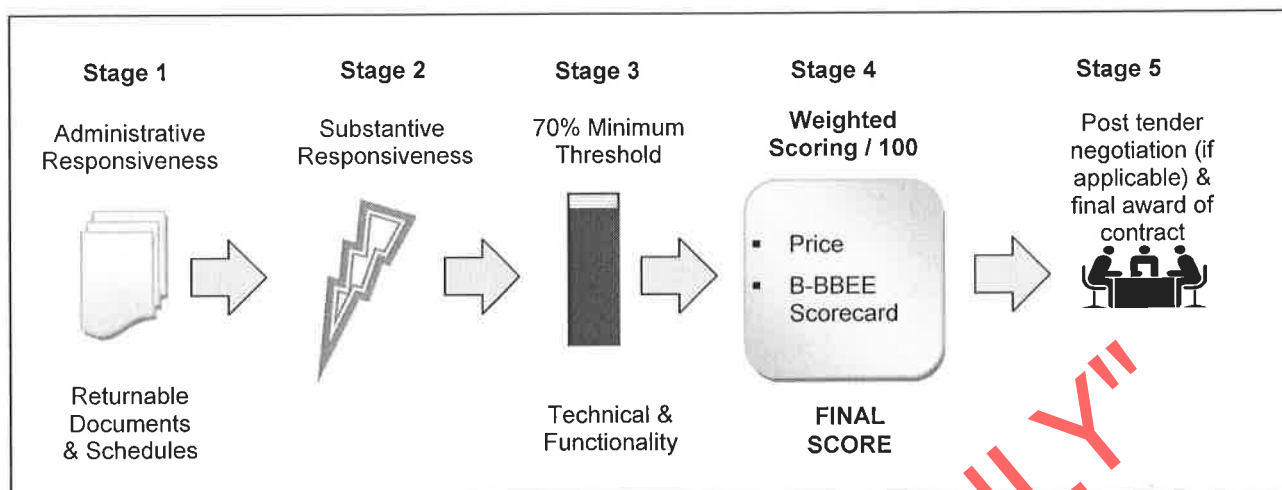 Stage 1
Administrative
Responsiveness
Returnable
Documents
& Schedules
Stage 2
Substantive
Responsiveness
Stage 3
70% Minimum
Threshold
Technical &
Functionality
Stage 4
Weighted
Scoring / 100
▪ Price
▪ B-BBEE
Scorecard
FINAL
SCORE
Stage 5
Post tender
negotiation (if
applicable) &
final award of
contract
LY"